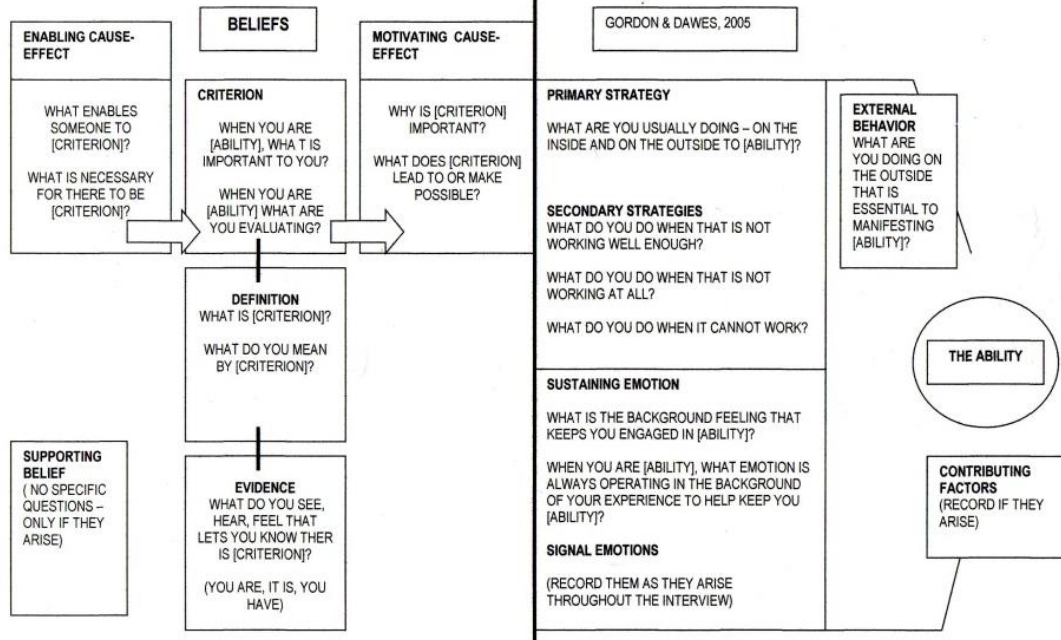 BELIEFS
GORDON & DAWES, 2005
ENABLING CAUSE-
EFFECT
WHAT ENABLES
SOMEONE TO
[CRITERION]?
WHAT IS NECESSARY
FOR THERE TO BE
[CRITERION]?
CRITERION
WHEN YOU ARE
[ABILITY], WHA T IS
IMPORTANT TO YOU?
WHEN YOU ARE
[ABILITY] WHAT ARE
YOU EVALUATING?
MOTIVATING CAUSE-
EFFECT
WHY IS [CRITERION]
IMPORTANT?
WHAT DOES [CRITERION]
LEAD TO OR MAKE
POSSIBLE?
DEFINITION
WHAT IS [CRITERION]?
WHAT DO YOU MEAN
BY [CRITERION]?
SUPPORTING
BELIEF
( NO SPECIFIC
QUESTIONS –
ONLY IF THEY
ARISE)
EVIDENCE
WHAT DO YOU SEE,
HEAR, FEEL THAT
LETS YOU KNOW THER
IS [CRITERION]?
(YOU ARE, IT IS, YOU
HAVE)
PRIMARY STRATEGY
WHAT ARE YOU USUALLY DOING – ON THE
INSIDE AND ON THE OUTSIDE TO [ABILITY]?
SECONDARY STRATEGIES
WHAT DO YOU DO WHEN THAT IS NOT
WORKING WELL ENOUGH?
WHAT DO YOU DO WHEN THAT IS NOT
WORKING AT ALL?
WHAT DO YOU DO WHEN IT CANNOT WORK?
SUSTAINING EMOTION
WHAT IS THE BACKGROUND FEELING THAT
KEEPS YOU ENGAGED IN [ABILITY]?
WHEN YOU ARE [ABILITY], WHAT EMOTION IS
ALWAYS OPERATING IN THE BACKGROUND
OF YOUR EXPERIENCE TO HELP KEEP YOU
[ABILITY]?
SIGNAL EMOTIONS
(RECORD THEM AS THEY ARISE
THROUGHOUT THE INTERVIEW)
EXTERNAL
BEHAVIOR
WHAT ARE
YOU DOING ON
THE OUTSIDE
THAT IS
ESSENTIAL TO
MANIFESTING
[ABILITY]?
THE ABILITY
CONTRIBUTING
FACTORS
(RECORD IF THEY
ARISE)